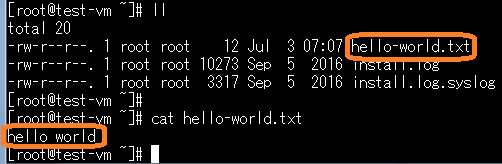 [root@test-vm ~]# ll
total 20
-rw-r--r--. 1 root root    12 Jul  3 07:07 hello-world.txt
-rw-r--r--. 1 root root 10273 Sep  5  2016 install.log
-rw-r--r--. 1 root root  3317 Sep  5  2016 install.log.syslog
[root@test-vm ~]#
[root@test-vm ~]# cat hello-world.txt
hello world
[root@test-vm ~]#